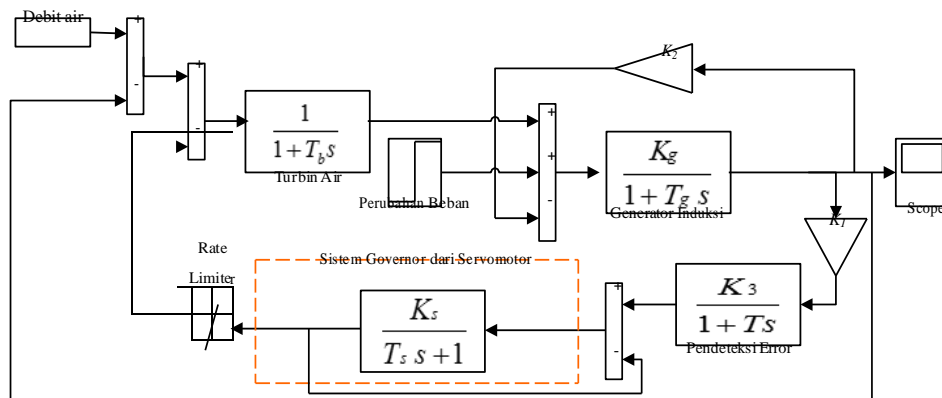 Debit air
+
-
+
-
1
1+T_b s
Turbin Air
Perubahan Beban
+
+
-
K_2
K_g
1+T_g s
Generator Induksi
Scope
K_1
Rate
Limiter
Sistem Governor dari Servomotor
K_s
T_s s+1
+
-
K_3
1+Ts
Pendeteksi Error